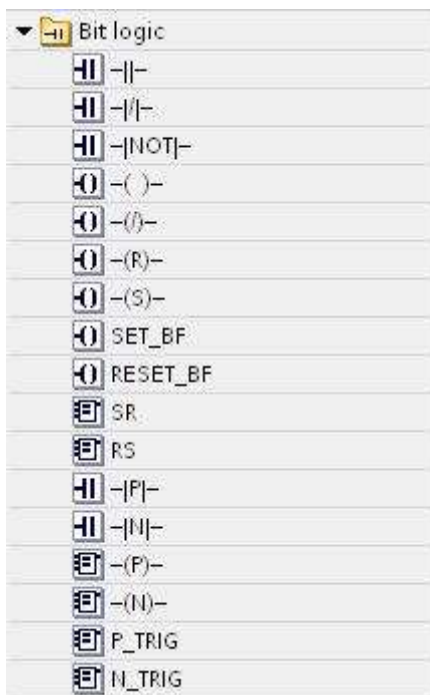 Bit logic
–||–
–|/|–
–|NOT|–
–( )–
–(/)–
–(R)–
–(S)–
SET_BF
RESET_BF
SR
RS
–|P|–
–|N|–
–(P)–
–(N)–
P_TRIG
N_TRIG